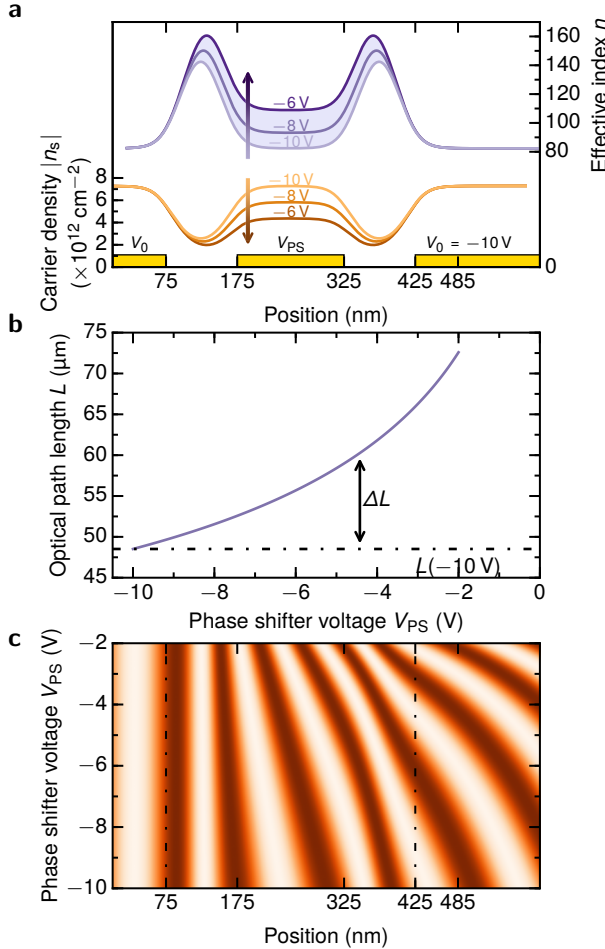 a
Carrier density |nₛ|
(× 10¹² cm⁻²)
8
6
4
2
0
160
140
120
100
80
0
Effective index n
−6 V
−8 V
−10 V
−10 V
−8 V
−6 V
V₀
V_PS
V₀ = −10 V
75 175 325 425 485
Position (nm)
b
Optical path length L (μm)
75
70
65
60
55
50
45
ΔL
L(−10 V)
−10 −8 −6 −4 −2 0
Phase shifter voltage V_PS (V)
c
Phase shifter voltage V_PS (V)
−2
−4
−6
−8
−10
75 175 325 425 485
Position (nm)